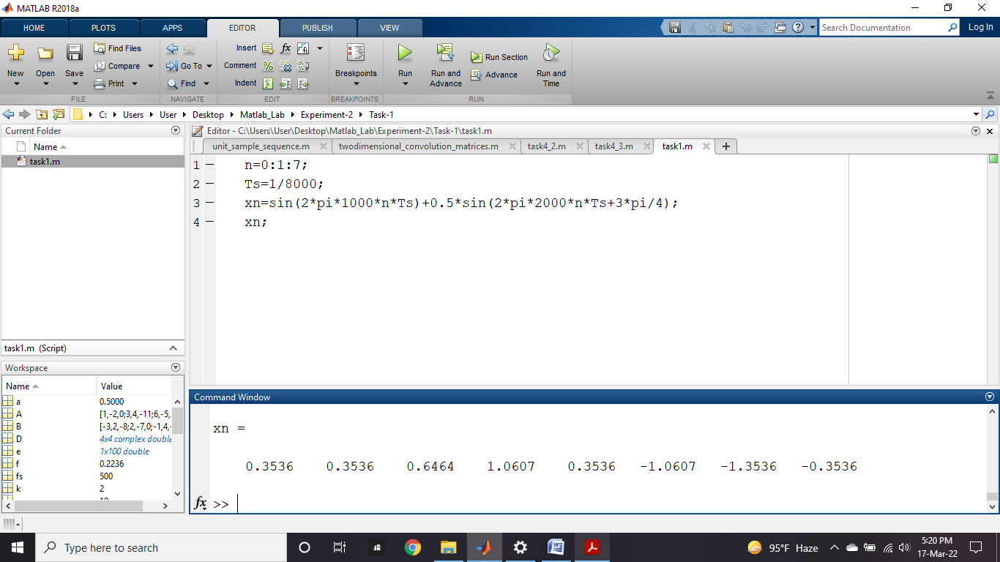 MATLAB R2018a
HOME PLOTS APPS EDITOR PUBLISH VIEW
Search Documentation Log In
New Open Save Find Files Compare Print
Go To Find
Insert fx
Comment % %
Indent
Breakpoints
Run Run and Advance Run Section Advance Run and Time
FILE NAVIGATE EDIT BREAKPOINTS RUN
C: Users User Desktop Matlab_Lab Experiment-2 Task-1
Current Folder
Name
task1.m
task1.m (Script)
Workspace
Name Value
a 0.5000
A [1,-2,0;3,4,-11;6,-5,
B [-3,2,-8;2,-7,0;-1,4,-
D 4x4 complex double
e 1x100 double
f 0.2236
fs 500
k 2
Editor - C:\Users\User\Desktop\Matlab_Lab\Experiment-2\Task-1\task1.m
unit_sample_sequence.m twodimensional_convolution_matrices.m task4_2.m task4_3.m task1.m
1 n=0:1:7;
2 Ts=1/8000;
3 xn=sin(2*pi*1000*n*Ts)+0.5*sin(2*pi*2000*n*Ts+3*pi/4);
4 xn;
Command Window
xn =
0.3536 0.3536 0.6464 1.0607 0.3536 -1.0607 -1.3536 -0.3536
fx >>
Type here to search
95°F Haze
5:20 PM
17-Mar-22